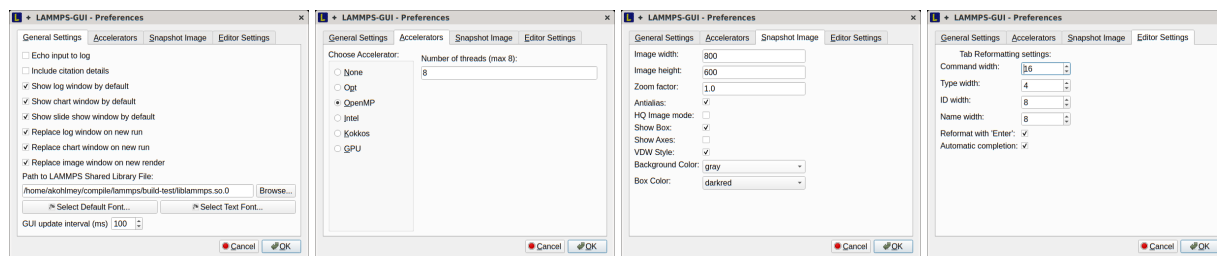 LAMMPS-GUI - Preferences ×
General Settings Accelerators Snapshot Image Editor Settings
Echo input to log
Include citation details
Show log window by default
Show chart window by default
Show slide show window by default
Replace log window on new run
Replace chart window on new run
Replace image window on new render
Path to LAMMPS Shared Library File:
/home/akohlmey/compile/lammps/build-test/liblammps.so.0 Browse...
Select Default Font... Select Text Font...
GUI update interval (ms) 100
Cancel OK
LAMMPS-GUI - Preferences ×
General Settings Accelerators Snapshot Image Editor Settings
Choose Accelerator:
None
Opt
OpenMP
Intel
Kokkos
GPU
Number of threads (max 8):
8
Cancel OK
LAMMPS-GUI - Preferences ×
General Settings Accelerators Snapshot Image Editor Settings
Image width: 800
Image height: 600
Zoom factor: 1.0
Antialias:
HQ Image mode:
Show Box:
Show Axes:
VDW Style:
Background Color: gray
Box Color: darkred
Cancel OK
LAMMPS-GUI - Preferences
General Settings Accelerators Snapshot Image Editor Settings
Tab Reformatting settings:
Command width: 16
Type width: 4
ID width: 8
Name width: 8
Reformat with 'Enter':
Automatic completion:
Cancel OK